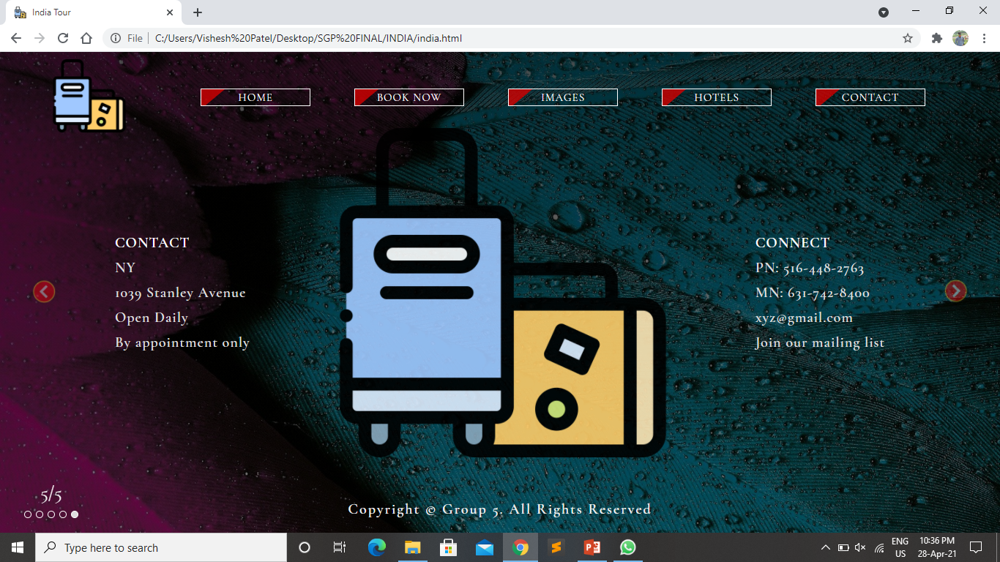 India Tour
File
C:/Users/Vishesh%20Patel/Desktop/SGP%20FINAL/INDIA/india.html
HOME
BOOK NOW
IMAGES
HOTELS
CONTACT
CONTACT
NY
1039 Stanley Avenue
Open Daily
By appointment only
CONNECT
PN: 516-448-2763
MN: 631-742-8400
xyz@gmail.com
Join our mailing list
5/5
Copyright © Group 5. All Rights Reserved
Type here to search
ENG
US
10:36 PM
28-Apr-21